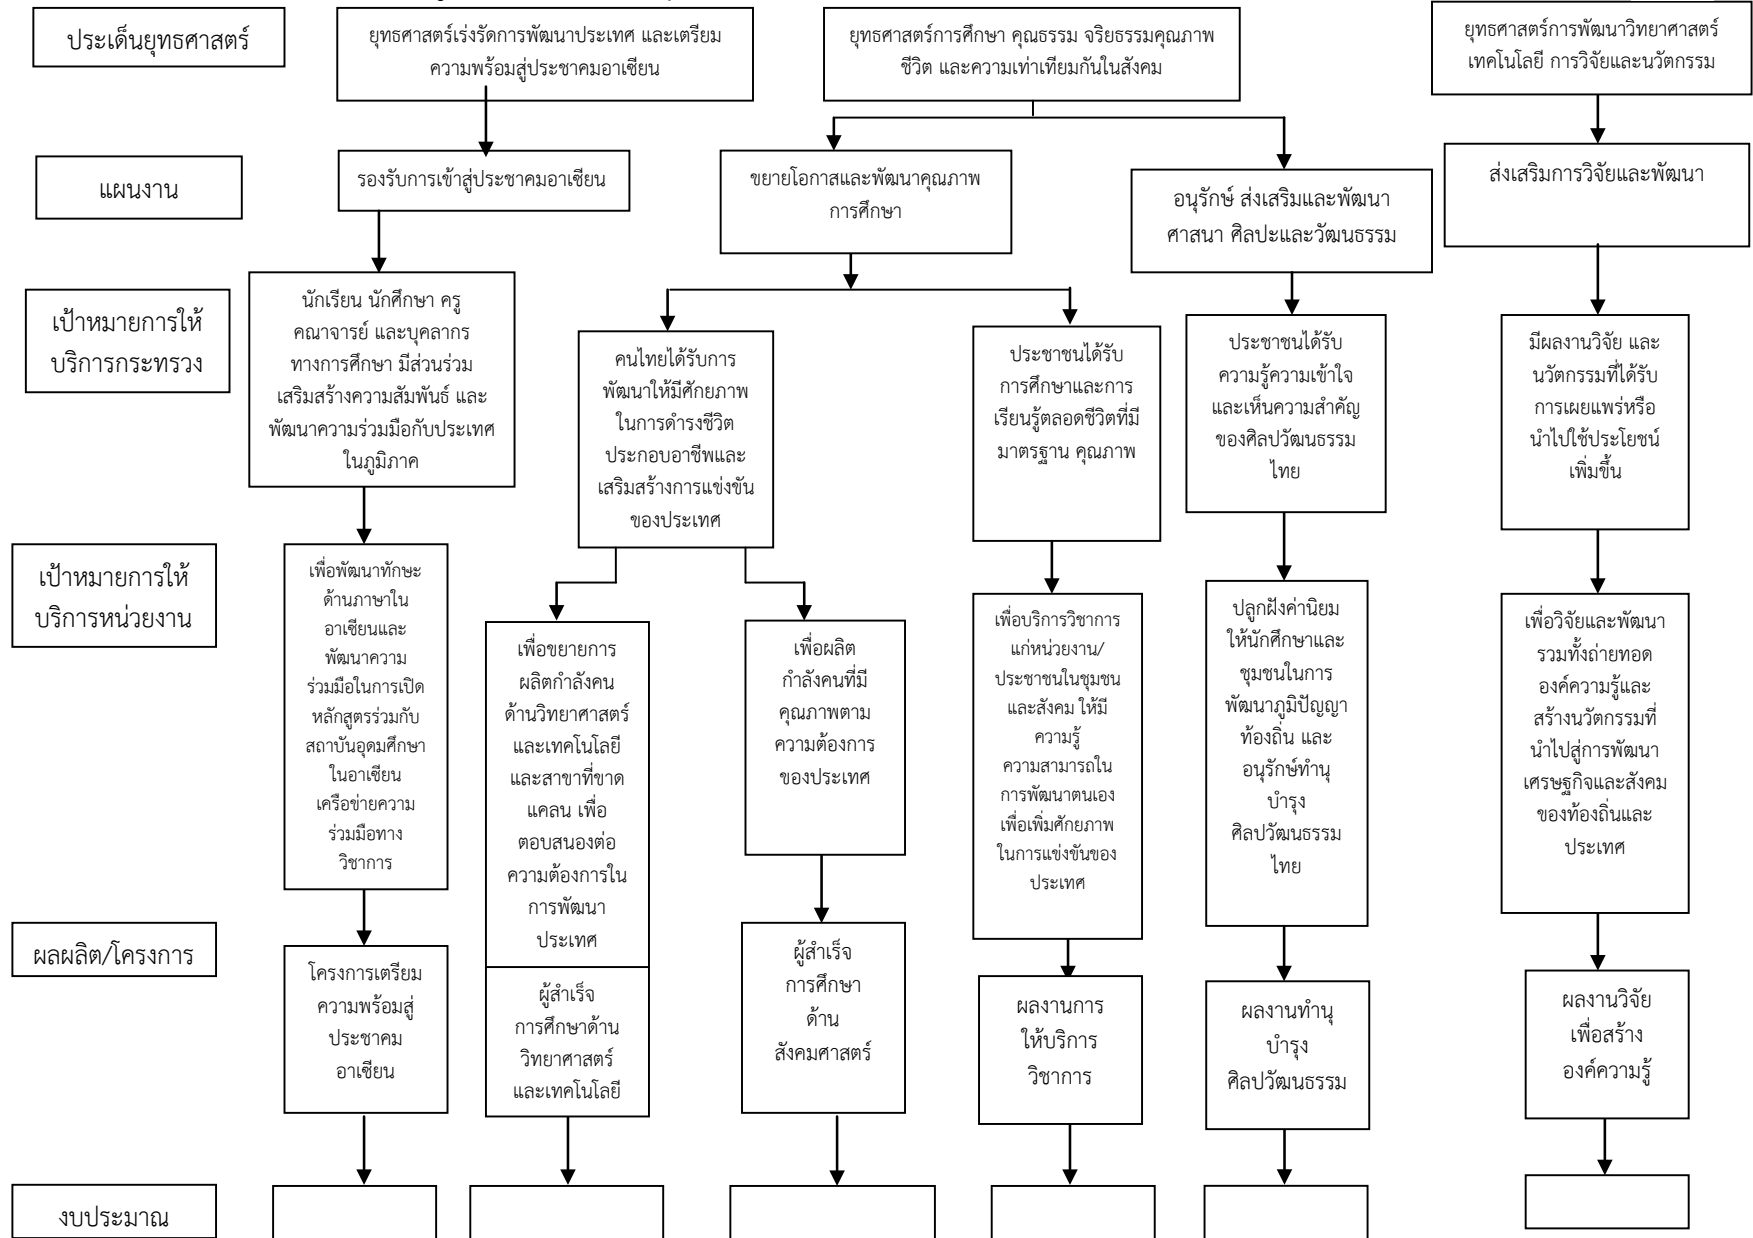 ประเด็นยุทธศาสตร์
ยุทธศาสตร์เร่งรัดการพัฒนาประเทศ และเตรียม
ความพร้อมสู่ประชาคมอาเซียน
ยุทธศาสตร์การศึกษา คุณธรรม จริยธรรมคุณภาพ
ชีวิต และความเท่าเทียมกันในสังคม
ยุทธศาสตร์การพัฒนาวิทยาศาสตร์
เทคโนโลยี การวิจัยและนวัตกรรม
แผนงาน
รองรับการเข้าสู่ประชาคมอาเซียน
ขยายโอกาสและพัฒนาคุณภาพ
การศึกษา
อนุรักษ์ ส่งเสริมและพัฒนา
ศาสนา ศิลปะและวัฒนธรรม
ส่งเสริมการวิจัยและพัฒนา
เป้าหมายการให้
บริการกระทรวง
นักเรียน นักศึกษา ครู
คณาจารย์ และบุคลากร
ทางการศึกษา มีส่วนร่วม
เสริมสร้างความสัมพันธ์ และ
พัฒนาความร่วมมือกับประเทศ
ในภูมิภาค
คนไทยได้รับการ
พัฒนาให้มีศักยภาพ
ในการดำรงชีวิต
ประกอบอาชีพและ
เสริมสร้างการแข่งขัน
ของประเทศ
ประชาชนได้รับ
การศึกษาและการ
เรียนรู้ตลอดชีวิตที่มี
มาตรฐาน คุณภาพ
ประชาชนได้รับ
ความรู้ความเข้าใจ
และเห็นความสำคัญ
ของศิลปวัฒนธรรม
ไทย
มีผลงานวิจัย และ
นวัตกรรมที่ได้รับ
การเผยแพร่หรือ
นำไปใช้ประโยชน์
เพิ่มขึ้น
เป้าหมายการให้
บริการหน่วยงาน
เพื่อพัฒนาทักษะ
ด้านภาษาใน
อาเซียนและ
พัฒนาความ
ร่วมมือในการเปิด
หลักสูตรร่วมกับ
สถาบันอุดมศึกษา
ในอาเซียน
เครือข่ายความ
ร่วมมือทาง
วิชาการ
เพื่อขยายการ
ผลิตกำลังคน
ด้านวิทยาศาสตร์
และเทคโนโลยี
และสาขาที่ขาด
แคลน เพื่อ
ตอบสนองต่อ
ความต้องการใน
การพัฒนา
ประเทศ
เพื่อผลิต
กำลังคนที่มี
คุณภาพตาม
ความต้องการ
ของประเทศ
เพื่อบริการวิชาการ
แก่หน่วยงาน/
ประชาชนในชุมชน
และสังคม ให้มี
ความรู้
ความสามารถใน
การพัฒนาตนเอง
เพื่อเพิ่มศักยภาพ
ในการแข่งขันของ
ประเทศ
ปลูกฝังค่านิยม
ให้นักศึกษาและ
ชุมชนในการ
พัฒนาภูมิปัญญา
ท้องถิ่น และ
อนุรักษ์ทำนุ
บำรุง
ศิลปวัฒนธรรม
ไทย
เพื่อวิจัยและพัฒนา
รวมทั้งถ่ายทอด
องค์ความรู้และ
สร้างนวัตกรรมที่
นำไปสู่การพัฒนา
เศรษฐกิจและสังคม
ของท้องถิ่นและ
ประเทศ
ผลผลิต/โครงการ
โครงการเตรียม
ความพร้อมสู่
ประชาคม
อาเซียน
ผู้สำเร็จ
การศึกษาด้าน
วิทยาศาสตร์
และเทคโนโลยี
ผู้สำเร็จ
การศึกษา
ด้าน
สังคมศาสตร์
ผลงานการ
ให้บริการ
วิชาการ
ผลงานทำนุ
บำรุง
ศิลปวัฒนธรรม
ผลงานวิจัย
เพื่อสร้าง
องค์ความรู้
งบประมาณ